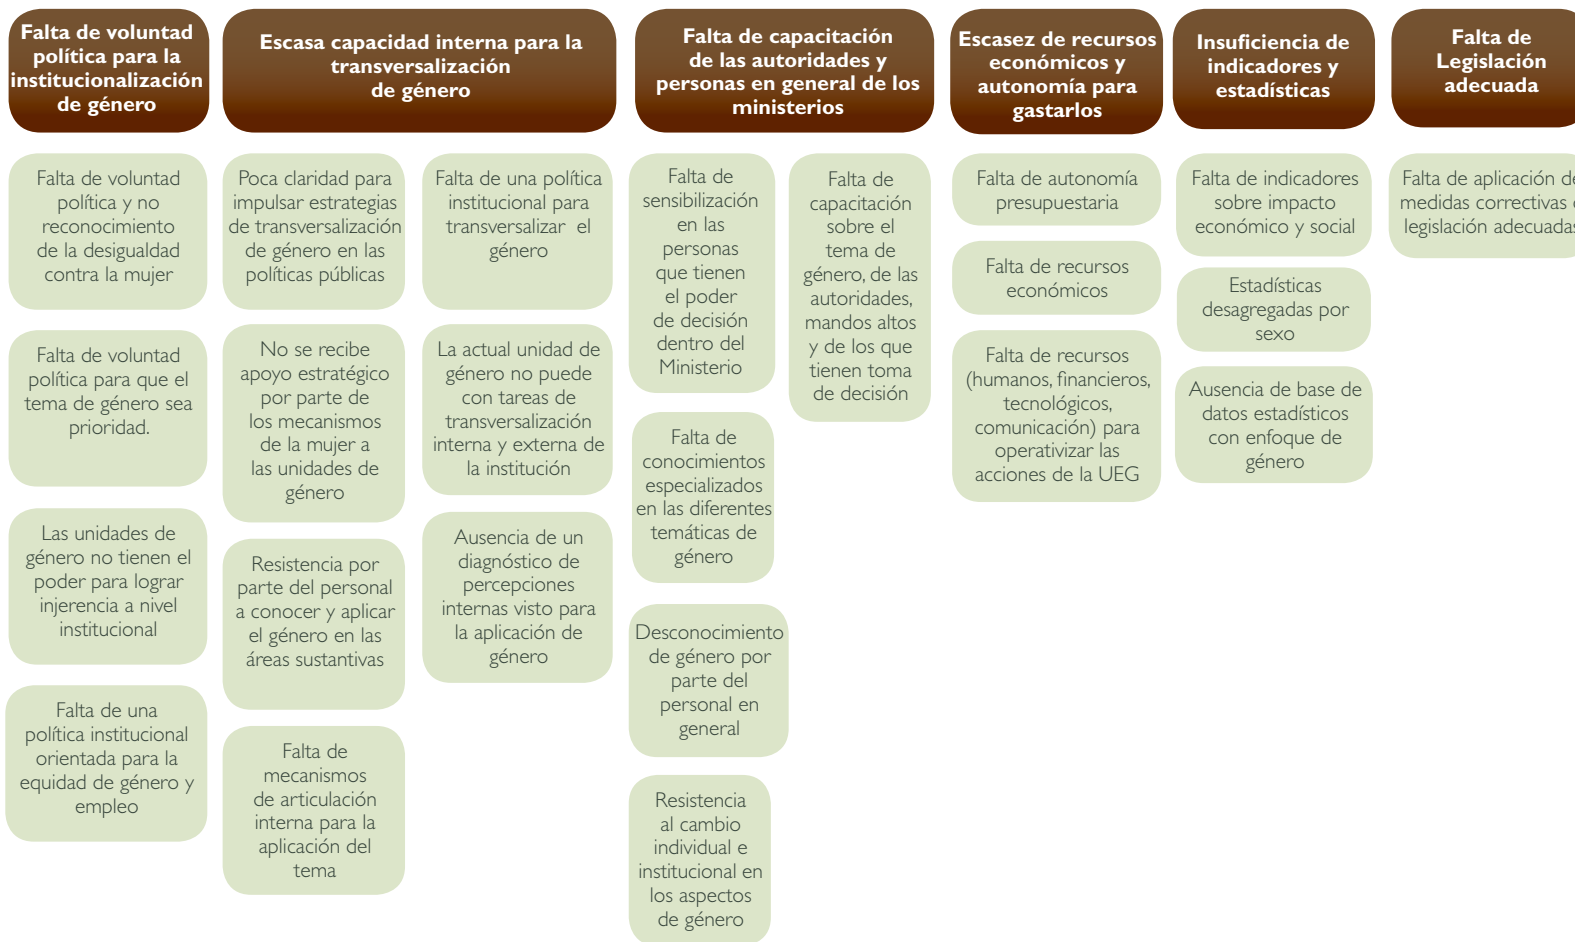 Falta de voluntad
política para la
institucionalización
de género
Escasa capacidad interna para la
transversalización
de género
Falta de capacitación
de las autoridades y
personas en general de los
ministerios
Escasez de recursos
económicos y
autonomía para
gastarlos
Insuficiencia de
indicadores y
estadísticas
Falta de
Legislación
adecuada
Falta de voluntad
política y no
reconocimiento
de la desigualdad
contra la mujer
Falta de voluntad
política para que el
tema de género sea
prioridad.
Las unidades de
género no tienen el
poder para lograr
injerencia a nivel
institucional
Falta de una
política institucional
orientada para la
equidad de género y
empleo
Poca claridad para
impulsar estrategias
de transversalización
de género en las
políticas públicas
No se recibe
apoyo estratégico
por parte de
los mecanismos
de la mujer a
las unidades de
género
Resistencia por
parte del personal
a conocer y aplicar
el género en las
áreas sustantivas
Falta de
mecanismos
de articulación
interna para la
aplicación del
tema
Falta de una política
institucional para
transversalizar el
género
La actual unidad de
género no puede
con tareas de
transversalización
interna y externa de
la institución
Ausencia de un
diagnóstico de
percepciones
internas visto para
la aplicación de
género
Falta de
sensibilización
en las
personas
que tienen
el poder
de decisión
dentro del
Ministerio
Falta de
conocimientos
especializados
en las diferentes
temáticas de
género
Desconocimiento
de género por
parte del
personal en
general
Resistencia
al cambio
individual e
institucional en
los aspectos
de género
Falta de
capacitación
sobre el
tema de
género, de las
autoridades,
mandos altos
y de los que
tienen toma
de decisión
Falta de autonomía
presupuestaria
Falta de recursos
económicos
Falta de recursos
(humanos, financieros,
tecnológicos,
comunicación) para
operativizar las
acciones de la UEG
Falta de indicadores
sobre impacto
económico y social
Estadísticas
desagregadas por
sexo
Ausencia de base de
datos estadísticos
con enfoque de
género
Falta de aplicación de
medidas correctivas
legislación adecuadas